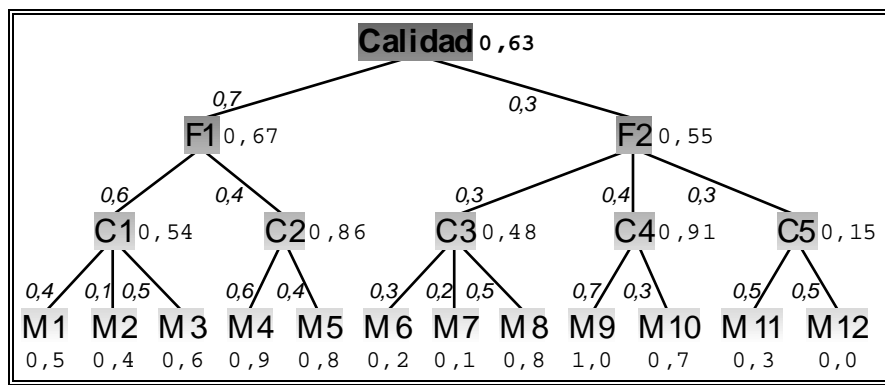 Calidad 0,63
0,7 0,3
F1 0,67 F2 0,55
0,6 0,4 0,3 0,4 0,3
C1 0,54 C2 0,86 C3 0,48 C4 0,91 C5 0,15
0,4 0,1 0,5 0,6 0,4 0,3 0,2 0,5 0,7 0,3 0,5 0,5
M1 M2 M3 M4 M5 M6 M7 M8 M9 M10 M11 M12
0,5 0,4 0,6 0,9 0,8 0,2 0,1 0,8 1,0 0,7 0,3 0,0